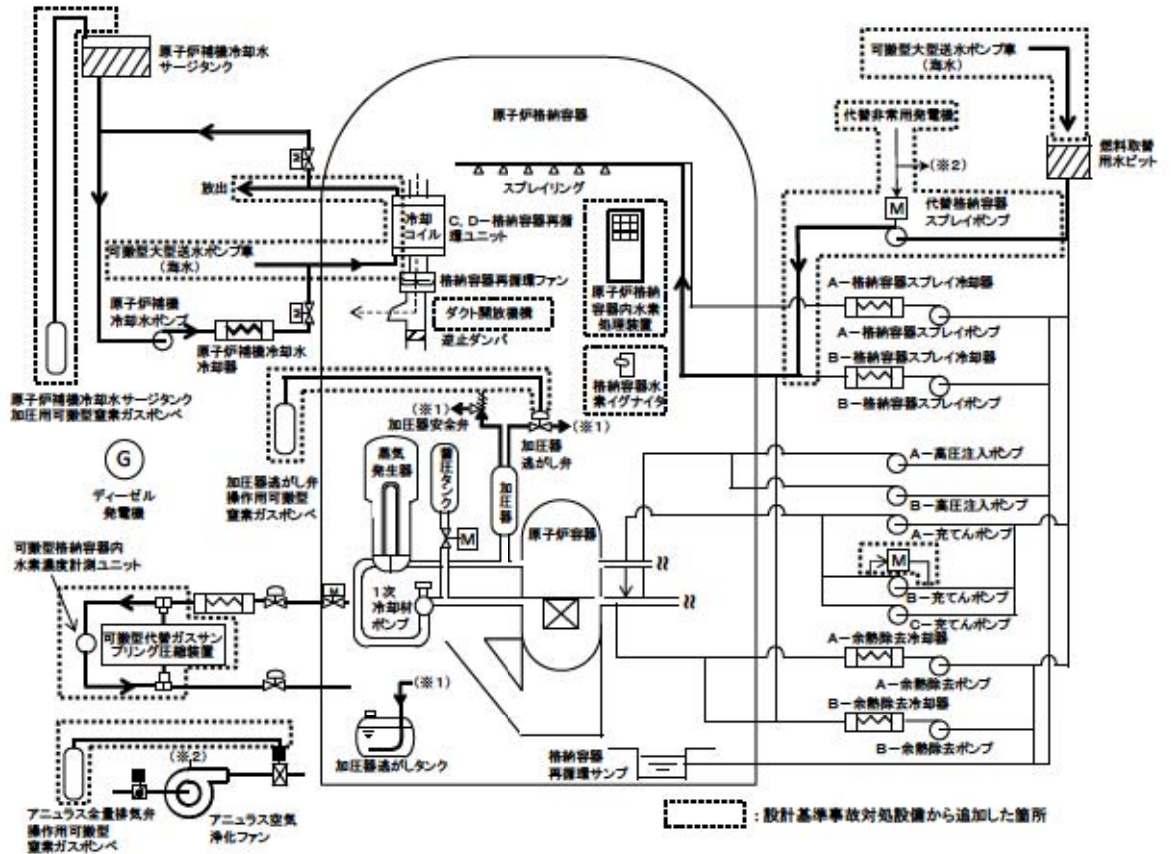 原子炉補機冷却水
サージタンク
可搬型大型送水ポンプ車
(海水)
原子炉格納容器
代替非常用発電機
燃料取替
用水ピット
(※2)
M
放出
スプレイリング
M
代替格納容器
スプレイポンプ
冷却
コイル
C, D-格納容器再循
環ユニット
可搬型大型送水ポンプ車
(海水)
格納容器再循環ファン
原子炉格納
容器内水素
処理装置
A-格納容器スプレイ冷却器
原子炉補機
冷却水ポンプ
M
ダクト開放機構
A-格納容器スプレイポンプ
逆止ダンパ
原子炉補機冷却水
冷却器
B-格納容器スプレイ冷却器
格納容器水
素イグナイタ
B-格納容器スプレイポンプ
原子炉補機冷却水サージタンク
加圧用可搬型窒素ガスボンベ
(※1)
加圧器安全弁
(※1)
加圧器
逃がし弁
G
ディーゼル
発電機
加圧器逃がし弁
操作用可搬型
窒素ガスボンベ
蒸気
発生器
蓄圧タンク
加圧器
A-高圧注入ポンプ
B-高圧注入ポンプ
原子炉容器
A-充てんポンプ
M
M
可搬型格納容器内
水素濃度計測ユニット
M
B-充てんポンプ
1次
冷却材
ポンプ
C-充てんポンプ
可搬型代替ガスサン
プリング圧縮装置
A-余熱除去冷却器
A-余熱除去ポンプ
(※1)
B-余熱除去冷却器
B-余熱除去ポンプ
(※2)
加圧器逃がしタンク
格納容器
再循環サンプ
アニュラス全量排気弁
操作用可搬型
窒素ガスボンベ
アニュラス空気
浄化ファン
:設計基準事故対処設備から追加した箇所